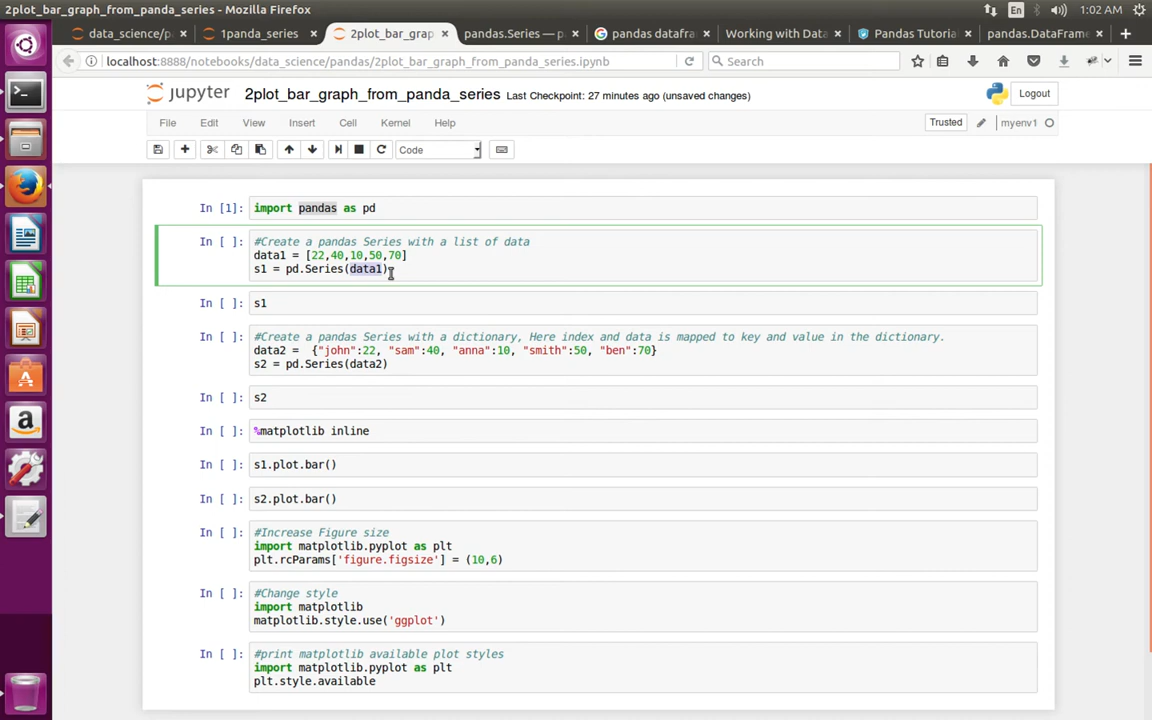 2plot_bar_graph_from_panda_series - Mozilla Firefox
En
1:02 AM
data_science/p
1panda_series
2plot_bar_grap
pandas.Series — p
pandas datafra
Working with Data
Pandas Tutorial
pandas.DataFrame
localhost:8888/notebooks/data_science/pandas/2plot_bar_graph_from_panda_series.ipynb
Search
jupyter
2plot_bar_graph_from_panda_series Last Checkpoint: 27 minutes ago (unsaved changes)
Logout
File Edit View Insert Cell Kernel Help
Trusted
myenv1
Code
In [1]: import pandas as pd
In [ ]: #Create a pandas Series with a list of data
data1 = [22,40,10,50,70]
s1 = pd.Series(data1)
In [ ]: s1
In [ ]: #Create a pandas Series with a dictionary, Here index and data is mapped to key and value in the dictionary.
data2 =  {"john":22, "sam":40, "anna":10, "smith":50, "ben":70}
s2 = pd.Series(data2)
In [ ]: s2
In [ ]: %matplotlib inline
In [ ]: s1.plot.bar()
In [ ]: s2.plot.bar()
In [ ]: #Increase Figure size
import matplotlib.pyplot as plt
plt.rcParams['figure.figsize'] = (10,6)
In [ ]: #Change style
import matplotlib
matplotlib.style.use('ggplot')
In [ ]: #print matplotlib available plot styles
import matplotlib.pyplot as plt
plt.style.available